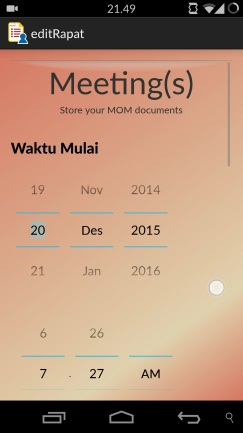 21.49
editRapat
Meeting(s)
Store your MOM documents
Waktu Mulai
19 Nov 2014
20 Des 2015
21 Jan 2016
6 26
7 . 27 AM